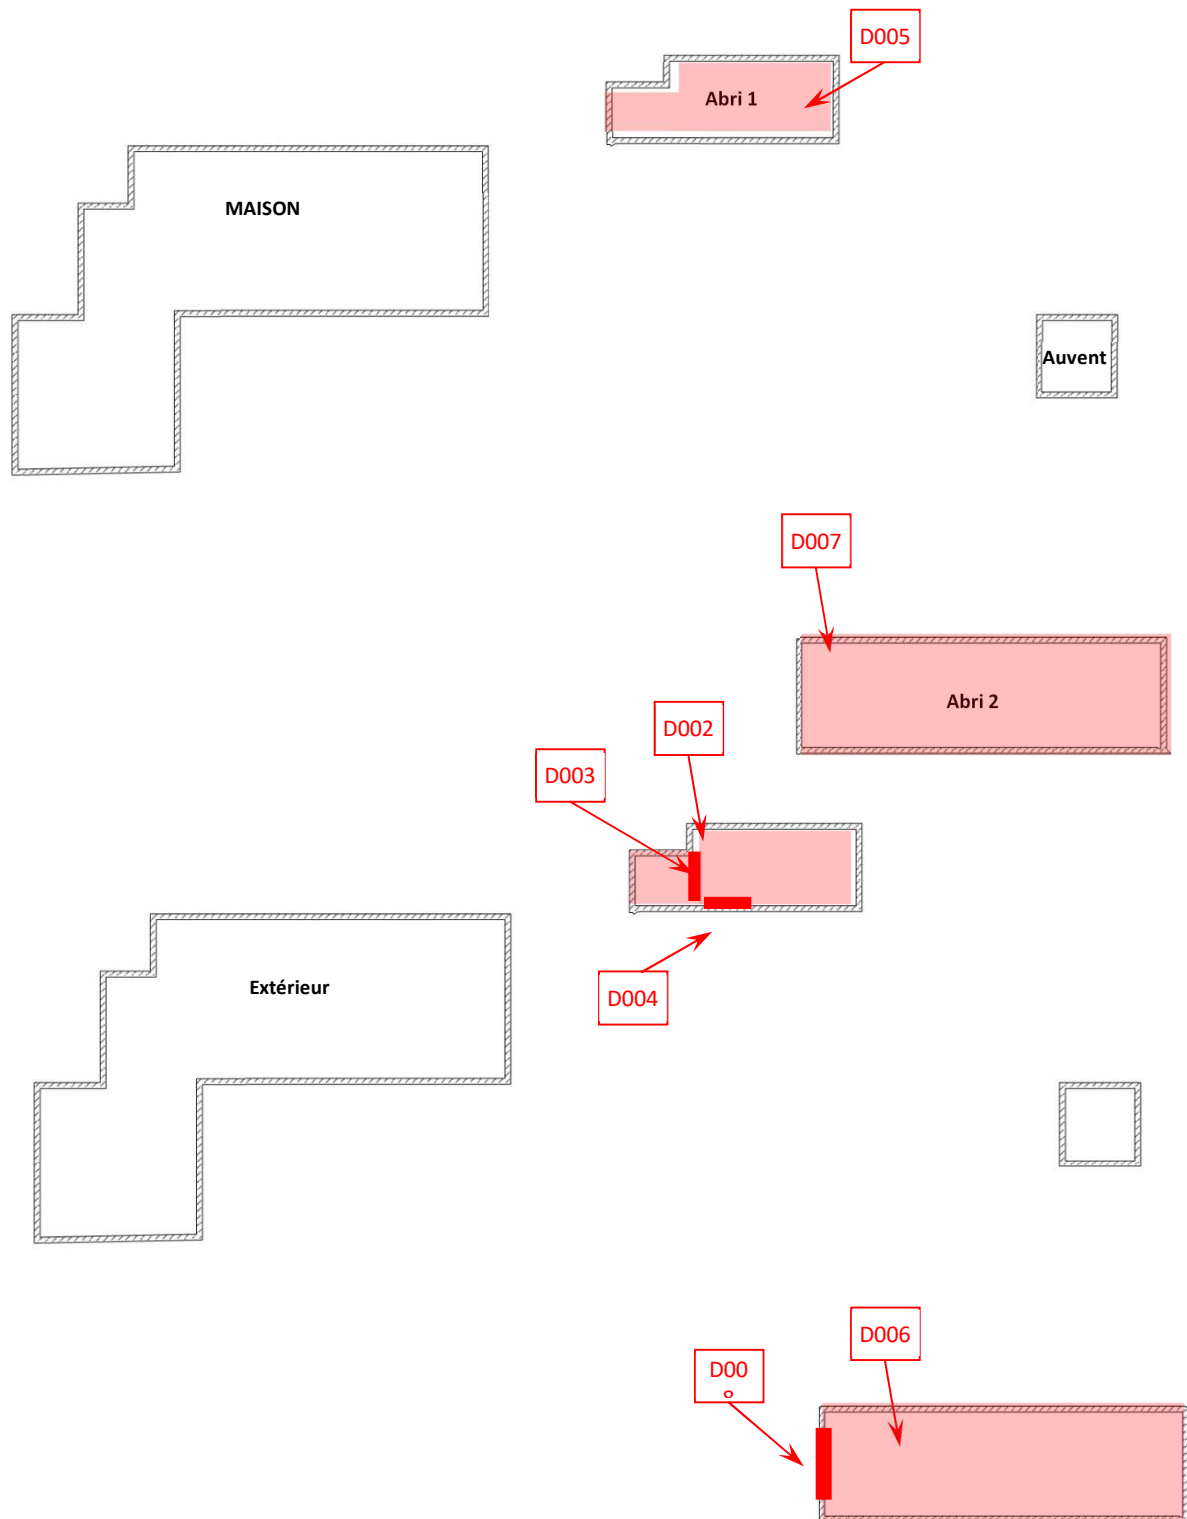 D005
Abri 1
MAISON
Auvent
D007
Abri 2
D002
D003
Extérieur
D004
D006
D00